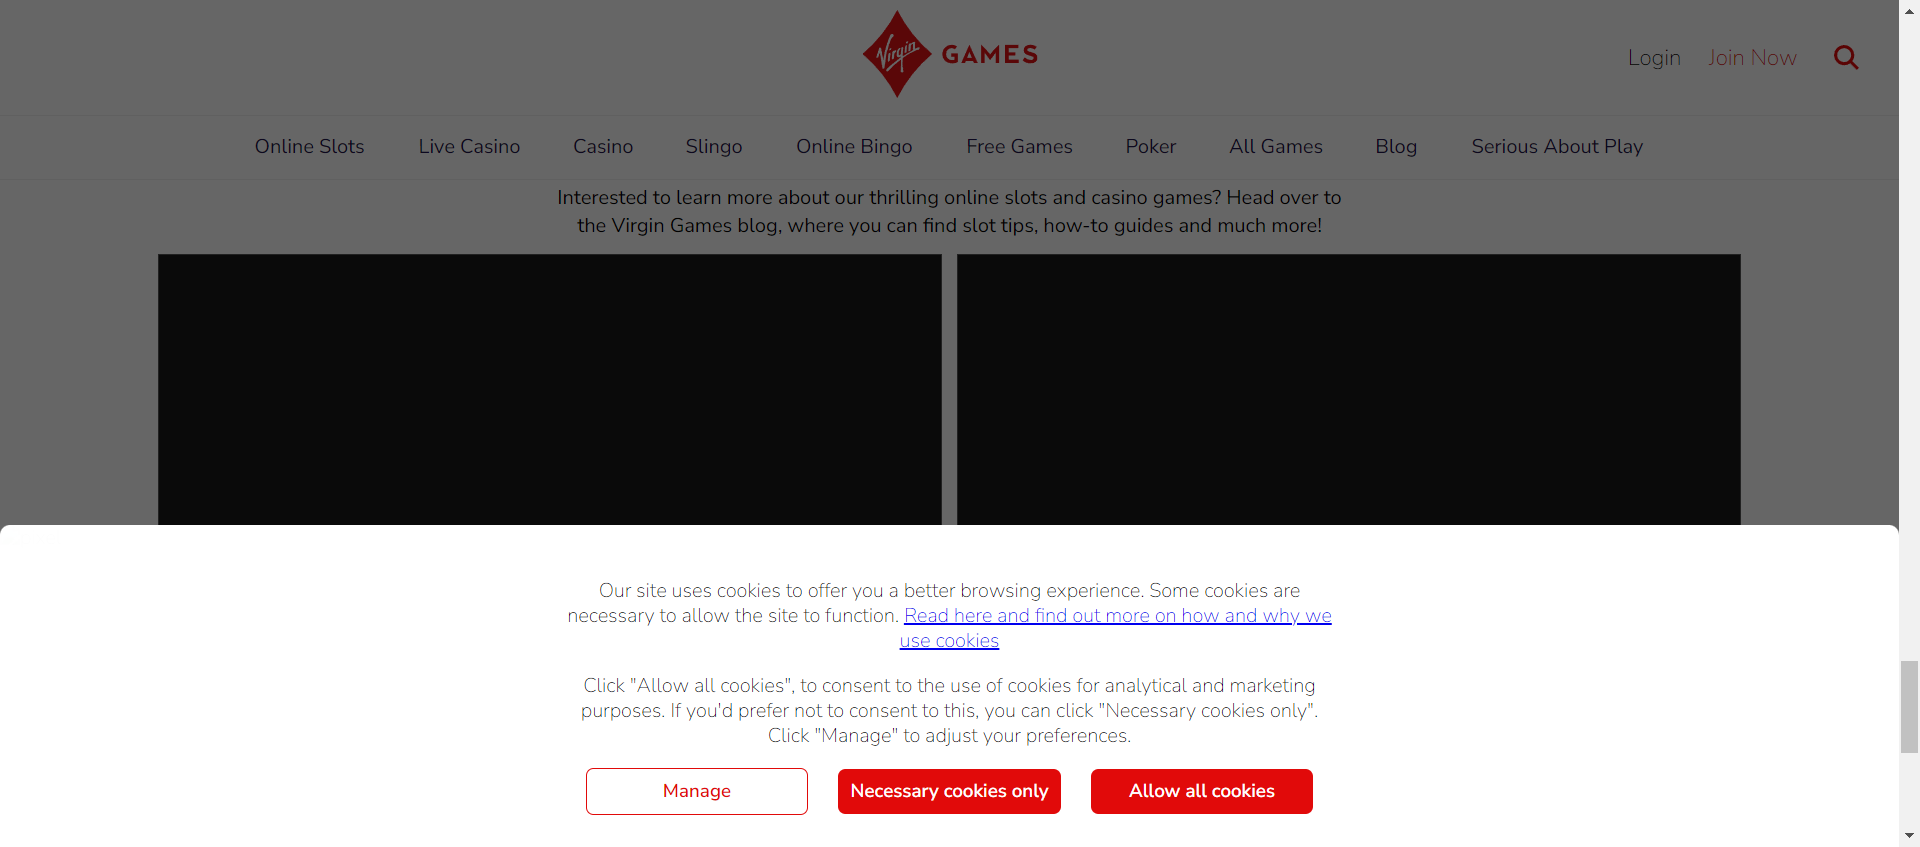 Virgin GAMES
Login Join Now
Online Slots Live Casino Casino Slingo Online Bingo Free Games Poker All Games Blog Serious About Play
Interested to learn more about our thrilling online slots and casino games? Head over to
the Virgin Games blog, where you can find slot tips, how-to guides and much more!
Our site uses cookies to offer you a better browsing experience. Some cookies are
necessary to allow the site to function. Read here and find out more on how and why we
use cookies
Click "Allow all cookies", to consent to the use of cookies for analytical and marketing
purposes. If you'd prefer not to consent to this, you can click "Necessary cookies only".
Click "Manage" to adjust your preferences.
Manage Necessary cookies only Allow all cookies